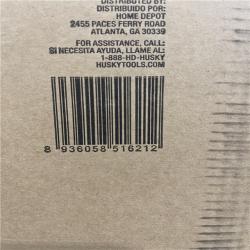 DISTRIBUTED BY:
DISTRIBUIDO POR:
HOME DEPOT
2455 PACES FERRY ROAD
ATLANTA, GA 30339
FOR ASSISTANCE, CALL:
SI NECESITA AYUDA, LLAME AL:
1-888-HD-HUSKY
HUSKYTOOLS.COM
8 936058 516212